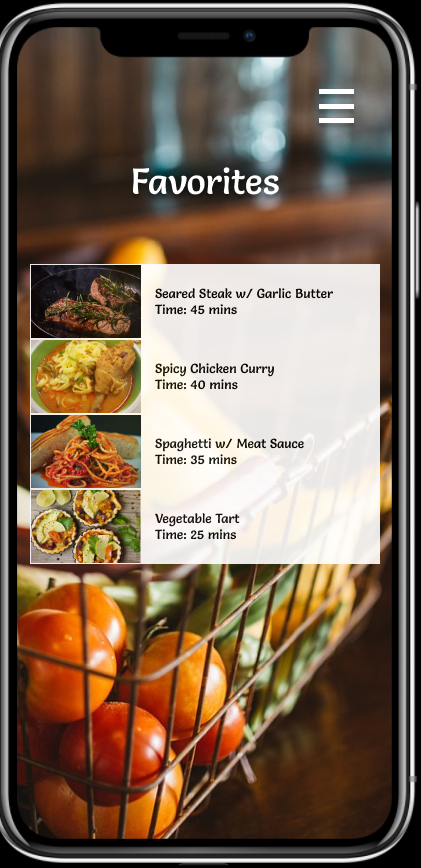 Favorites
Seared Steak w/ Garlic Butter
Time: 45 mins
Spicy Chicken Curry
Time: 40 mins
Spaghetti w/ Meat Sauce
Time: 35 mins
Vegetable Tart
Time: 25 mins